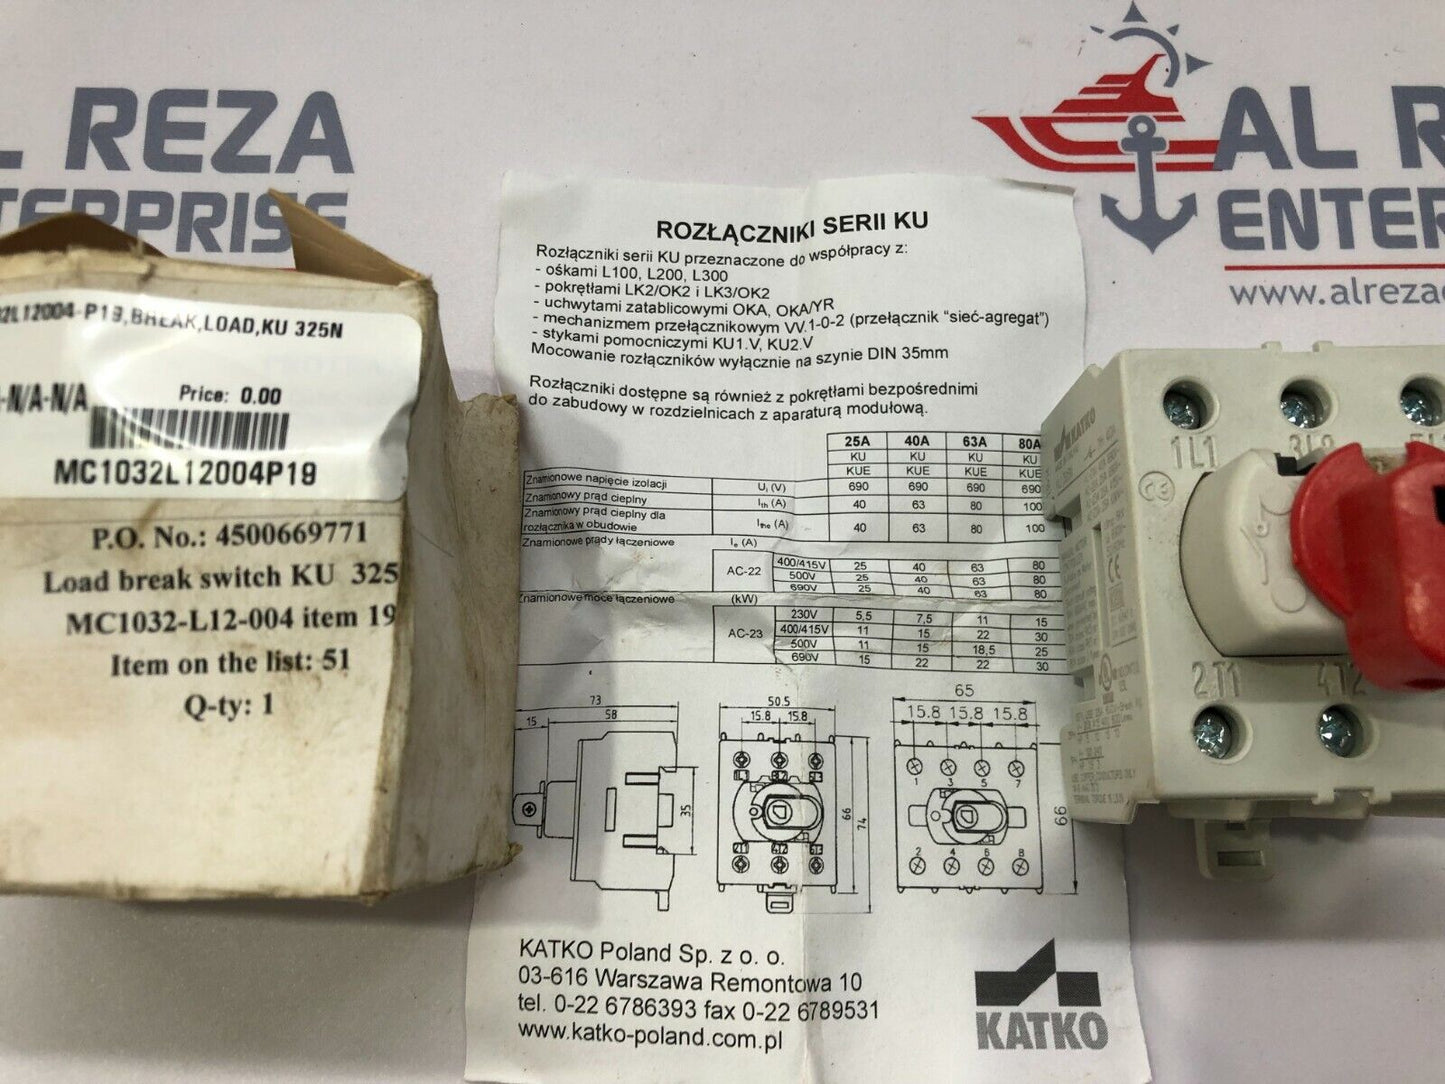 L REZA
ENTERPRISE
AL R
ENTER
www.alreza
2L12004-P19,BREAK,LOAD,KU 325N
-N/A-N/A
Price: 0.00
MC1032L12004P19
P.O. No.: 4500669771
Load break switch KU 325
MC1032-L12-004 item 19
Item on the list: 51
Q-ty: 1
ROZŁĄCZNIKI SERII KU
Rozłączniki serii KU przeznaczone do współpracy z:
- ośkami L100, L200, L300
- pokrętłami LK2/OK2 i LK3/OK2
- uchwytami zatablicowymi OKA, OKA/YR
- mechanizmem przełącznikowym VV.1-0-2 (przełącznik “sieć-agregat”)
- stykami pomocniczymi KU1.V, KU2.V
Mocowanie rozłączników wyłącznie na szynie DIN 35mm
Rozłączniki dostępne są również z pokrętłami bezpośrednimi
do zabudowy w rozdzielnicach z aparaturą modułową.
25A 40A 63A 80A
KU KU KU KU
KUE KUE KUE KUE
Znamionowe napięcie izolacji Ui (V) 690 690 690 690
Znamionowy prąd cieplny Ith (A) 40 63 80 100
Znamionowy prąd cieplny dla
rozłącznika w obudowie Ithe (A) 40 63 80 100
Znamionowe prądy łączeniowe Ie (A)
AC-22 400/415V 25 40 63 80
500V 25 40 63 80
690V 25 40 63 80
Znamionowe moce łączeniowe (kW)
AC-23 230V 5,5 7,5 11 15
400/415V 11 15 22 30
500V 11 15 18,5 25
690V 15 22 22 30
73
15 58
35
50.5
15.8 15.8
66
74
65
15.8 15.8 15.8
1 3 5 7
2 4 6 8
66
KATKO Poland Sp. z o. o.
03-616 Warszawa Remontowa 10
tel. 0-22 6786393 fax 0-22 6789531
www.katko-poland.com.pl
KATKO
KATKO
1L1
2T1 4T2
CE